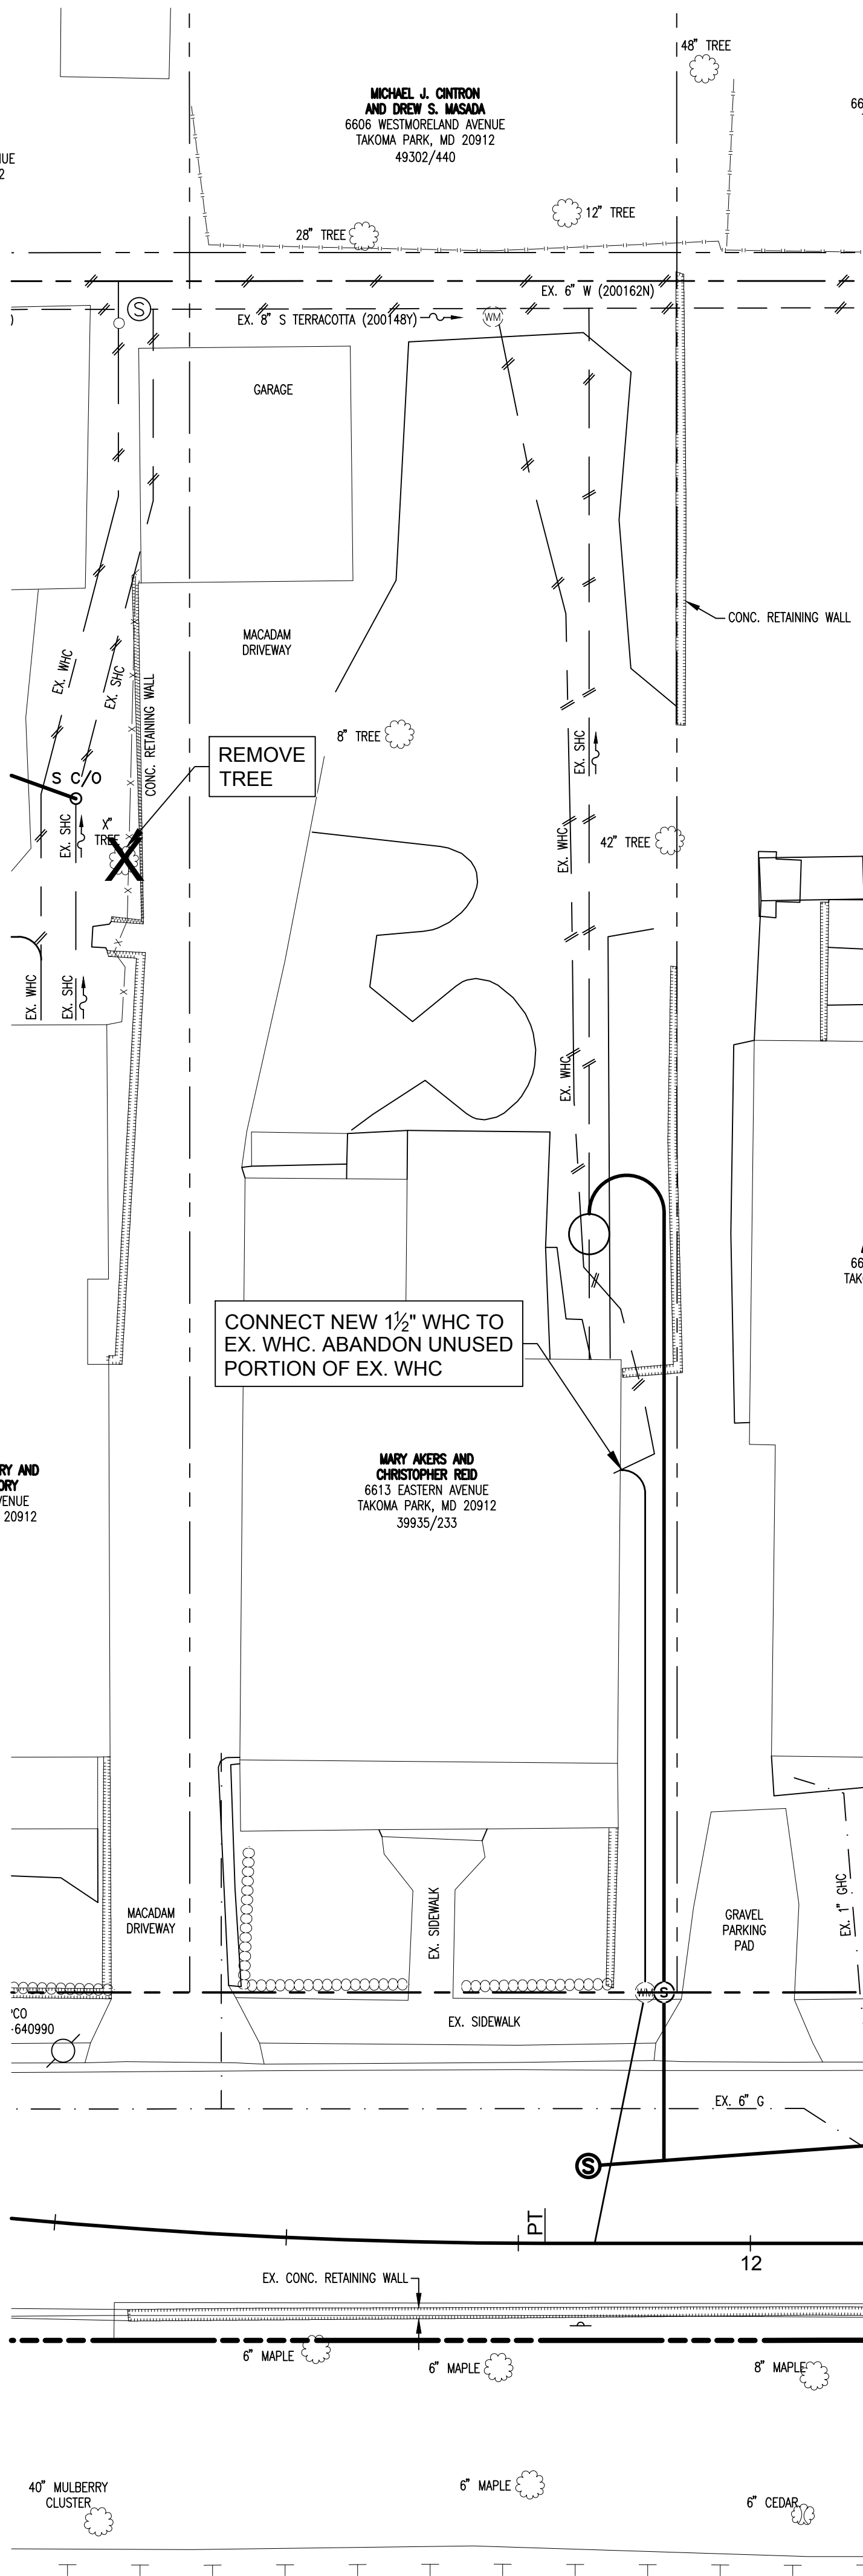 48" TREE
MICHAEL J. CINTRON
AND DREW S. MASADA
6606 WESTMORELAND AVENUE
TAKOMA PARK, MD 20912
49302/440
66
UE
2
12" TREE
28" TREE
EX. 6" W (200162N)
S
EX. 8" S TERRACOTTA (200148Y)
WM
)
GARAGE
CONC. RETAINING WALL
MACADAM
DRIVEWAY
EX. WHC
EX. SHC
CONC. RETAINING WALL
8" TREE
REMOVE
TREE
EX. SHC
S C/O
X"
TREE
EX. SHC
X
42" TREE
EX. WHC
EX. WHC
EX. SHC
EX. WHC
66
TAK
CONNECT NEW 1½" WHC TO
EX. WHC. ABANDON UNUSED
PORTION OF EX. WHC
MARY AKERS AND
CHRISTOPHER REID
6613 EASTERN AVENUE
TAKOMA PARK, MD 20912
39935/233
RY AND
ORY
VENUE
20912
MACADAM
DRIVEWAY
EX. SIDEWALK
GRAVEL
PARKING
PAD
EX. 1" GHC
WM
S
CO
-640990
EX. SIDEWALK
EX. 6" G
S
PT
12
EX. CONC. RETAINING WALL
6" MAPLE
6" MAPLE
8" MAPLE
40" MULBERRY
CLUSTER
6" MAPLE
6" CEDAR